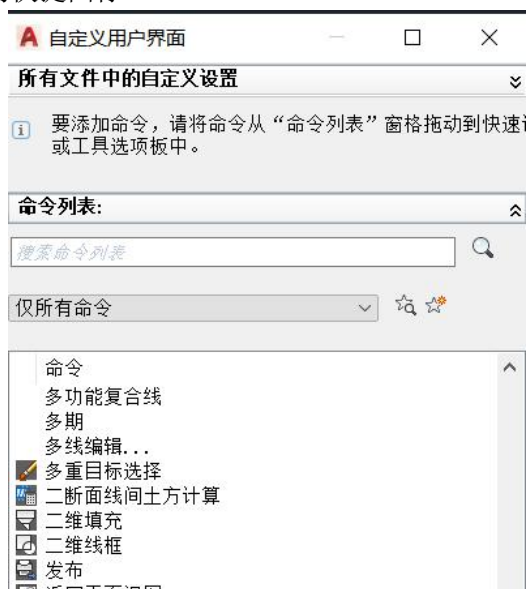 自定义用户界面
所有文件中的自定义设置
要添加命令，请将命令从“命令列表”窗格拖动到快速
或工具选项板中。
命令列表:
搜索命令列表
仅所有命令
命令
多功能复合线
多期
多线编辑...
多重目标选择
二断面线间土方计算
二维填充
二维线框
发布